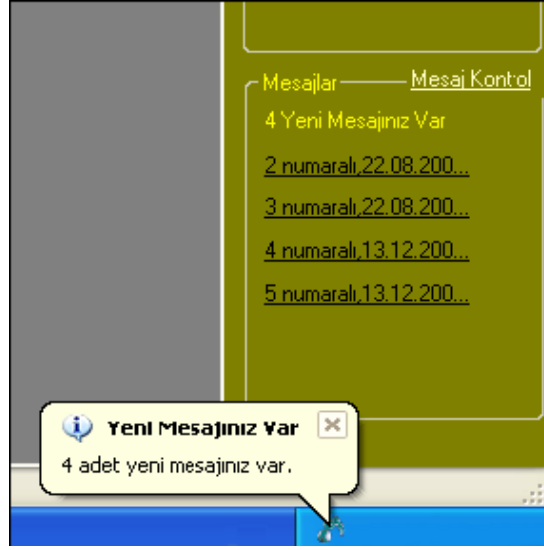 Mesajlar
Mesaj Kontrol
4 Yeni Mesajınız Var
2 numaralı,22.08.200...
3 numaralı,22.08.200...
4 numaralı,13.12.200...
5 numaralı,13.12.200...
Yeni Mesajınız Var
4 adet yeni mesajınız var.